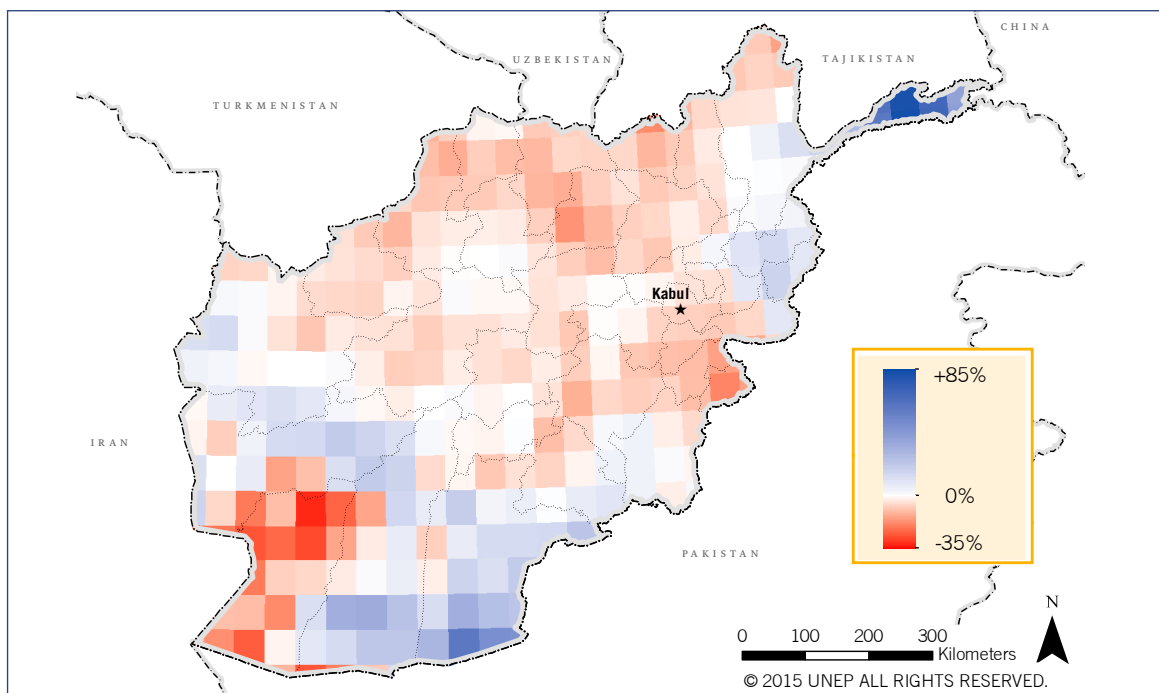 CHINA
UZBEKISTAN
TAJIKISTAN
TURKMENISTAN
Kabul
+85%
0%
-35%
IRAN
PAKISTAN
N
0 100 200 300
Kilometers
© 2015 UNEP ALL RIGHTS RESERVED.